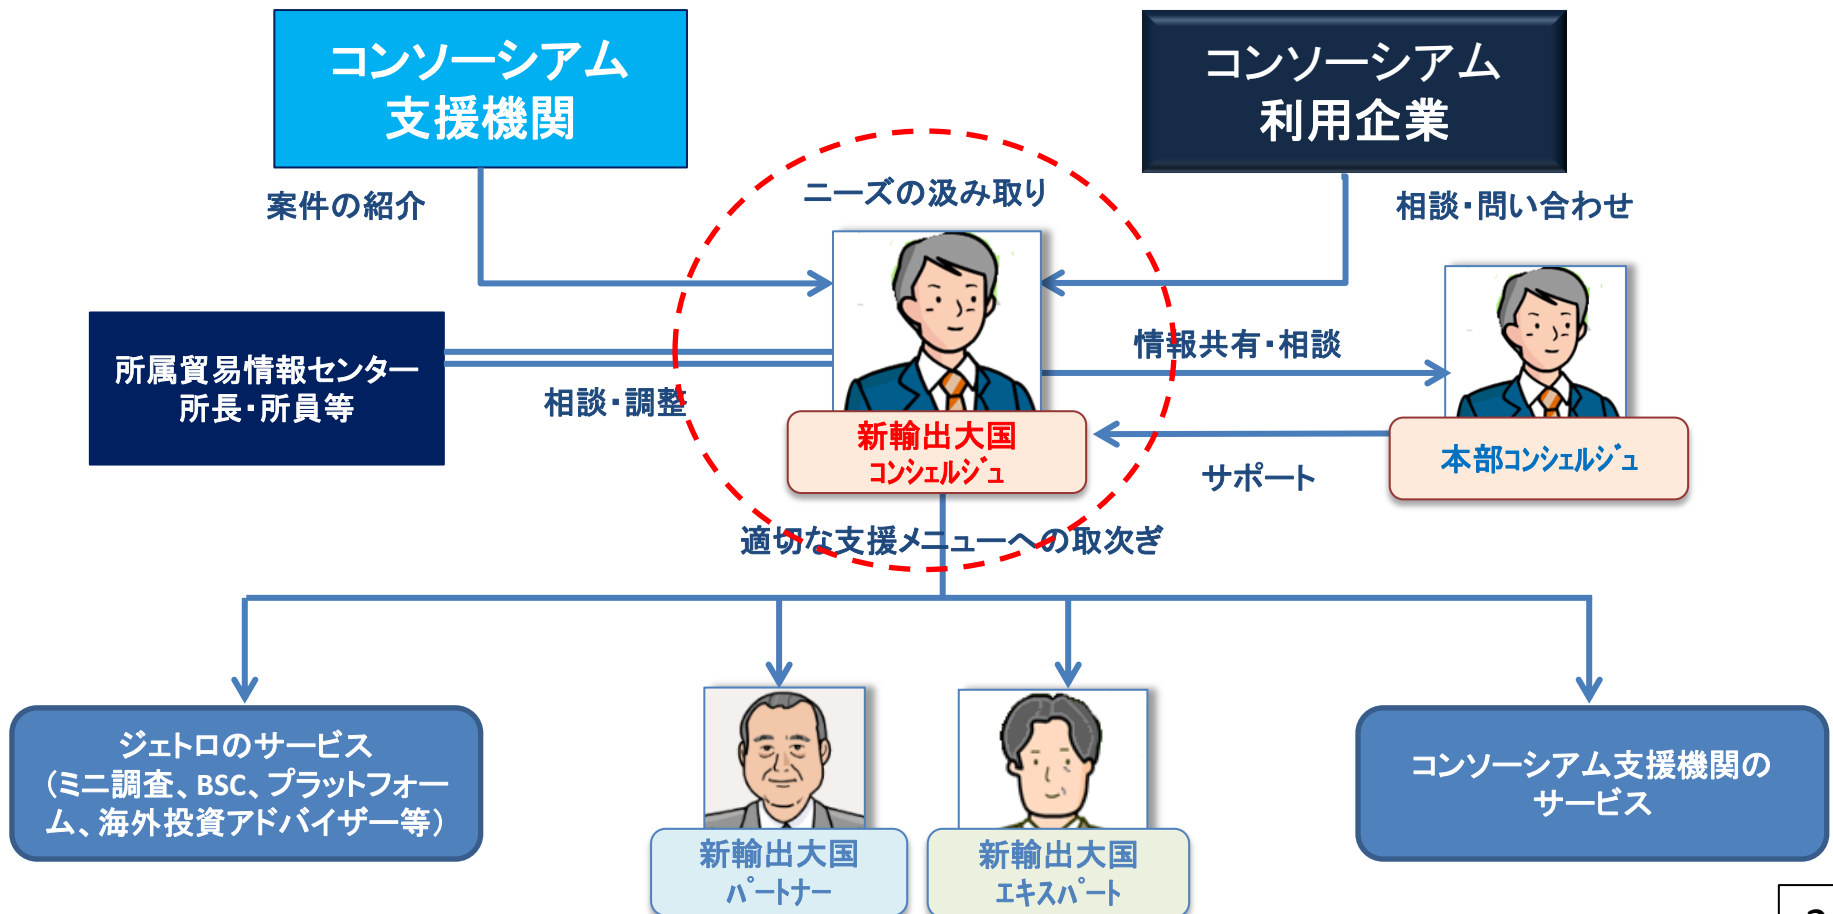 コンソーシアム
支援機関
コンソーシアム
利用企業
案件の紹介
ニーズの汲み取り
相談・問い合わせ
所属貿易情報センター
所長・所員等
相談・調整
情報共有・相談
新輸出大国
コンシェルジュ
サポート
本部コンシェルジュ
適切な支援メニューへの取次ぎ
ジェトロのサービス
（ミニ調査、BSC、プラットフォー
ム、海外投資アドバイザー等）
新輸出大国
パートナー
新輸出大国
エキスパート
コンソーシアム支援機関の
サービス